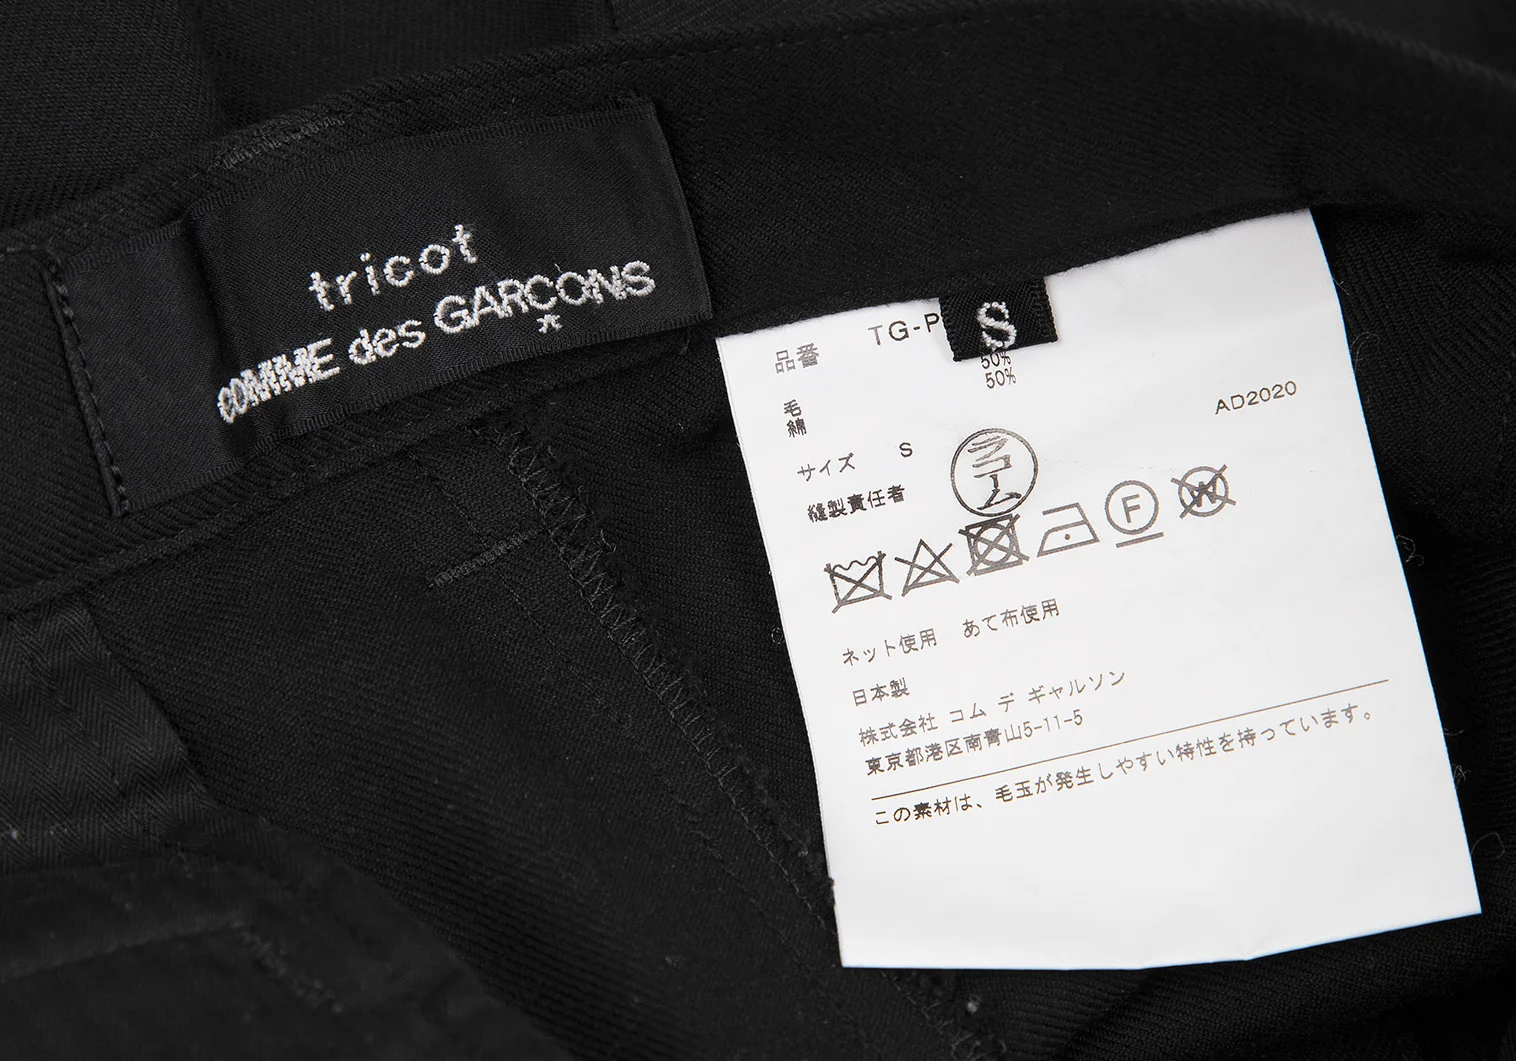 tricot
COMME des GARÇONS
S
品番 TG-P
50%
50%
毛
綿
AD2020
サイズ S
縫製責任者
ラコーム
F
W
ネット使用 あて布使用
日本製
株式会社 コム デ ギャルソン
東京都港区南青山5-11-5
この素材は、毛玉が発生しやすい特性を持っています。